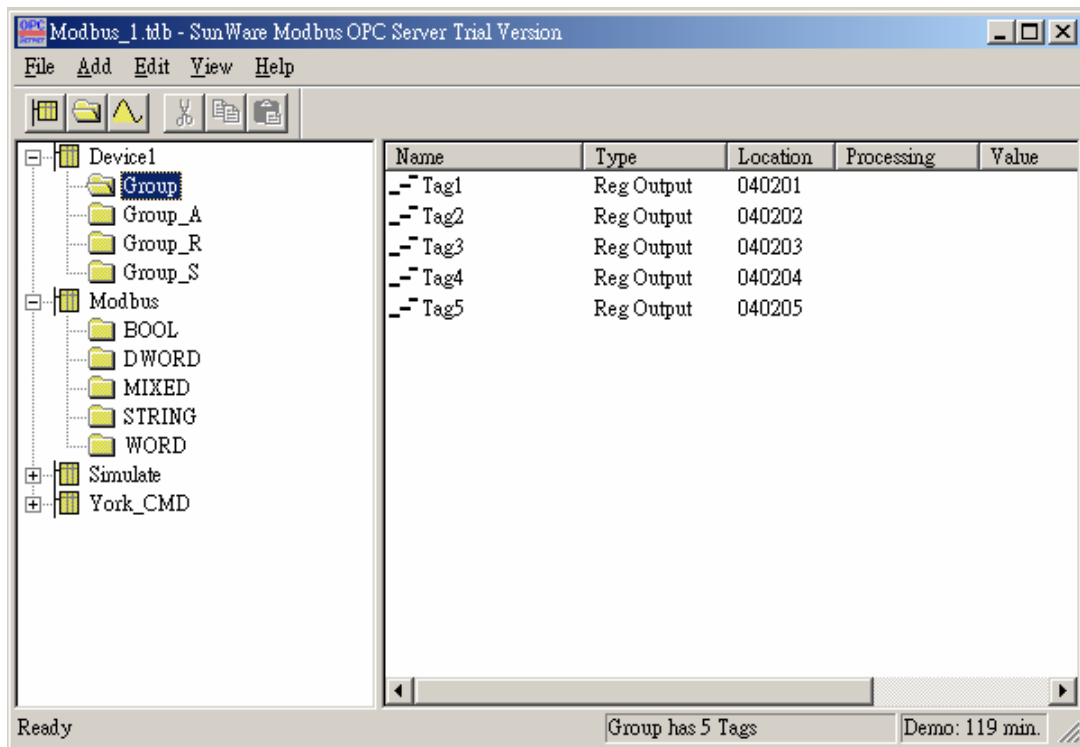 OPC SERVER Modbus_1.tdb - SunWare Modbus OPC Server Trial Version
File Add Edit View Help
Device1
Group
Group_A
Group_R
Group_S
Modbus
BOOL
DWORD
MIXED
STRING
WORD
Simulate
York_CMD
Name Type Location Processing Value
Tag1 Reg Output 040201
Tag2 Reg Output 040202
Tag3 Reg Output 040203
Tag4 Reg Output 040204
Tag5 Reg Output 040205
Ready Group has 5 Tags Demo: 119 min.